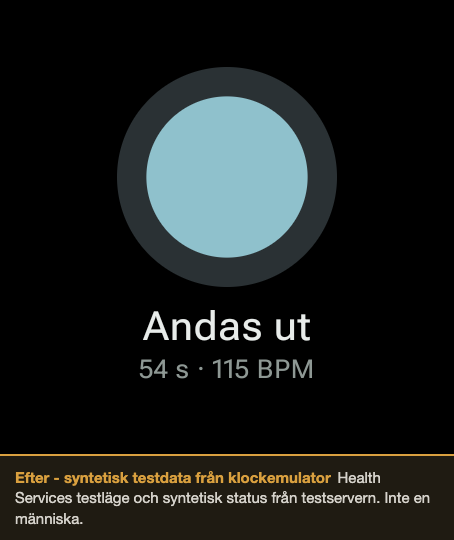 Andas ut
54 s · 115 BPM
Efter - syntetisk testdata från klockemulator Health
Services testläge och syntetisk status från testservern. Inte en
människa.